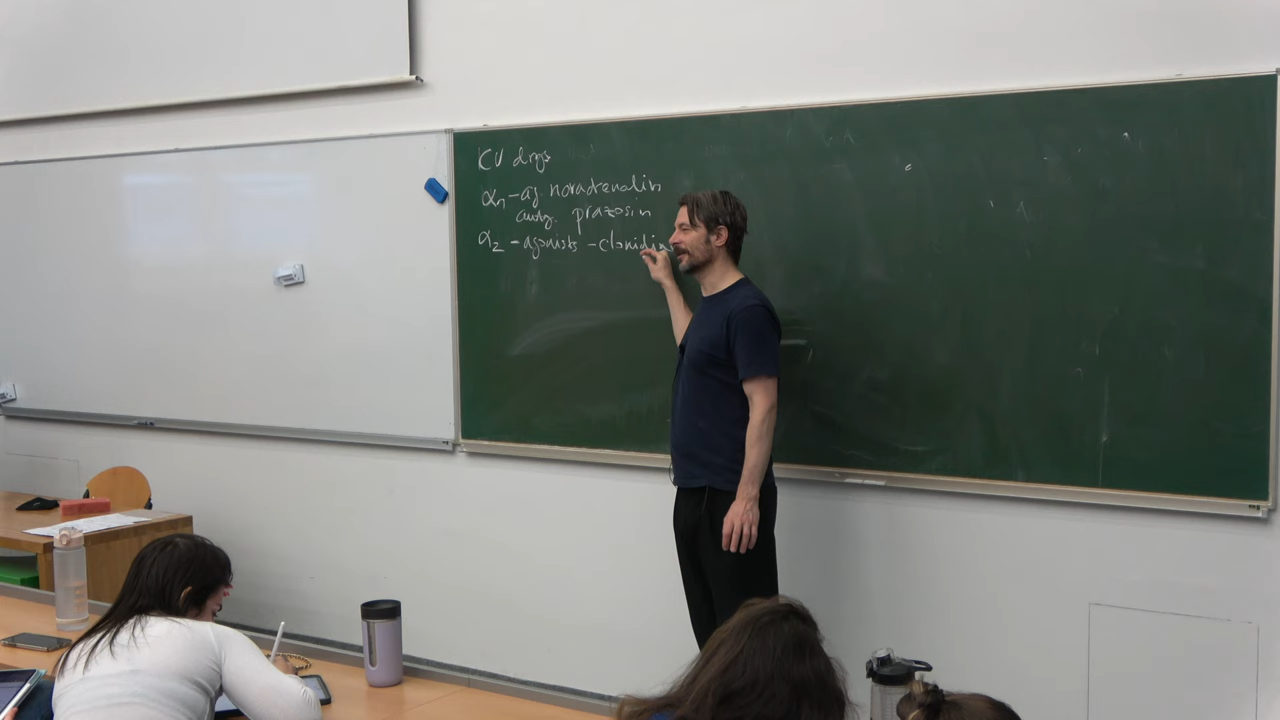 CV drgs
α1 - ag. noradrenalin
antg. prazosin
α2 - agonists - clonidin